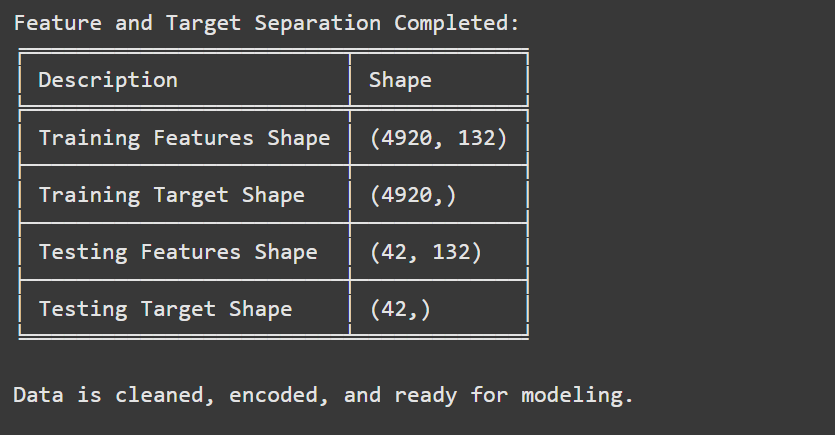 Feature and Target Separation Completed:
Description Shape
Training Features Shape (4920, 132)
Training Target Shape (4920,)
Testing Features Shape (42, 132)
Testing Target Shape (42,)
Data is cleaned, encoded, and ready for modeling.